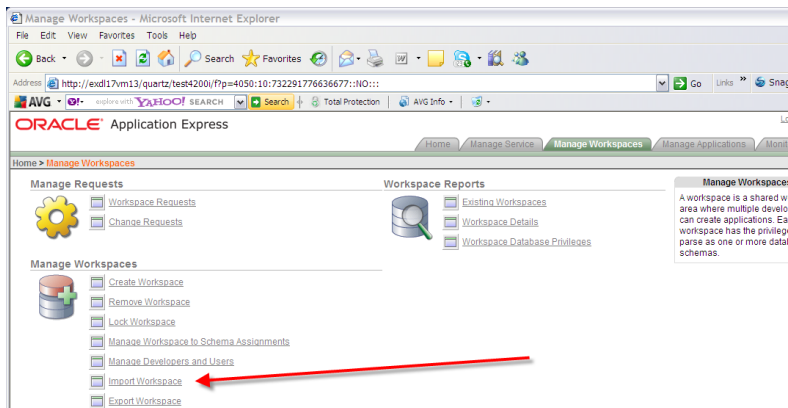 Manage Workspaces - Microsoft Internet Explorer
File Edit View Favorites Tools Help
Back Search Favorites
Address http://exdl17vm13/quartz/test4200i/f?p=4050:10:732291776636677::NO::: Go Links » Snag
AVG Y! explore with YAHOO! SEARCH Search Total Protection AVG Info
ORACLE Application Express Lo
Home Manage Service Manage Workspaces Manage Applications Monit
Home > Manage Workspaces
Manage Requests
Workspace Requests
Change Requests
Workspace Reports
Existing Workspaces
Workspace Details
Workspace Database Privileges
Manage Workspaces
Create Workspace
Remove Workspace
Lock Workspace
Manage Workspace to Schema Assignments
Manage Developers and Users
Import Workspace
Export Workspace
Manage Workspaces
A workspace is a shared w
area where multiple develo
can create applications. Ea
workspace has the privileg
parse as one or more datal
schemas.